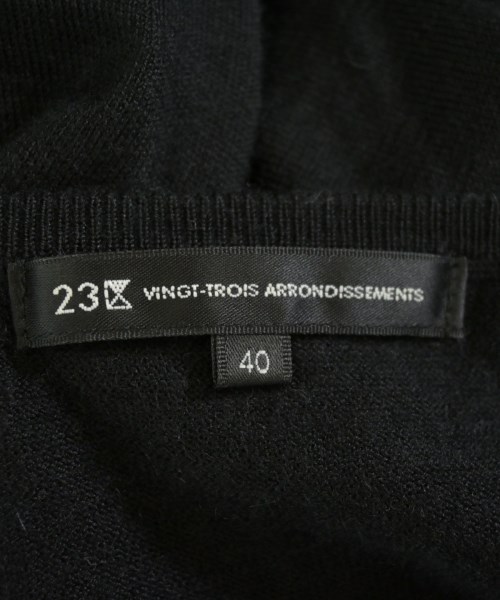 23区 VINGT-TROIS ARRONDISSEMENTS
40